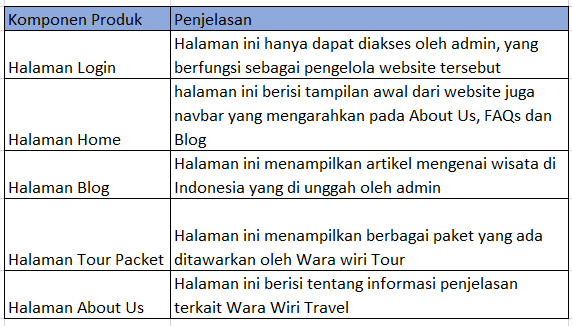 Komponen Produk Penjelasan
Halaman ini hanya dapat diakses oleh admin, yang
Halaman Login berfungsi sebagai pengelola website tersebut
halaman ini berisi tampilan awal dari website juga
navbar yang mengarahkan pada About Us, FAQs dan
Halaman Home Blog
Halaman ini menampilkan artikel mengenai wisata di
Halaman Blog Indonesia yang di unggah oleh admin
Halaman ini menampilkan berbagai paket yang ada
Halaman Tour Packet ditawarkan oleh Wara wiri Tour
Halaman ini berisi tentang informasi penjelasan
Halaman About Us terkait Wara Wiri Travel